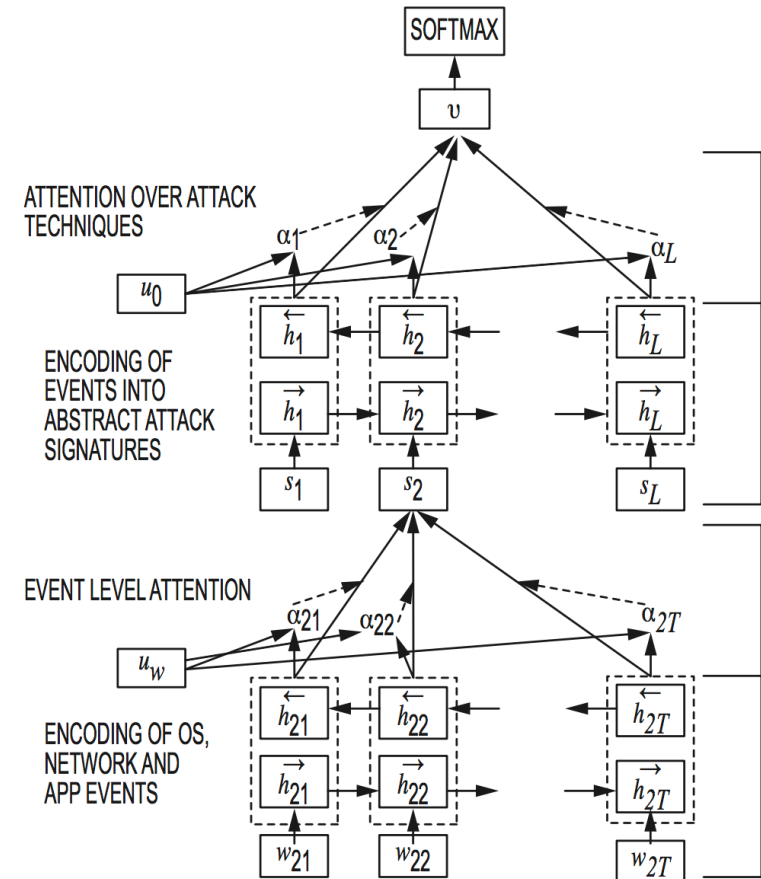 SOFTMAX
υ
ATTENTION OVER ATTACK
TECHNIQUES
α1 α2 αL
u0
←h1 ←h2 ←hL
ENCODING OF
EVENTS INTO
ABSTRACT ATTACK
SIGNATURES
→h1 →h2 →hL
s1 s2 sL
EVENT LEVEL ATTENTION
α21 α22 α2T
uw
←h21 ←h22 ←h2T
ENCODING OF OS,
NETWORK AND
APP EVENTS
→h21 →h22 →h2T
w21 w22 w2T